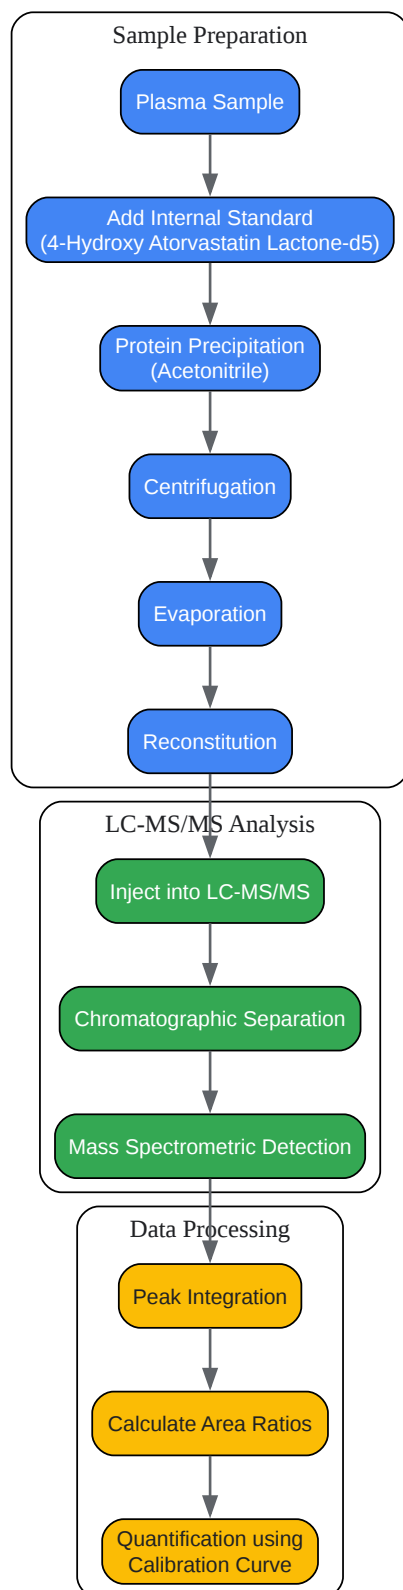 Sample Preparation
Plasma Sample
Add Internal Standard
(4-Hydroxy Atorvastatin Lactone-d5)
Protein Precipitation
(Acetonitrile)
Centrifugation
Evaporation
Reconstitution
LC-MS/MS Analysis
Inject into LC-MS/MS
Chromatographic Separation
Mass Spectrometric Detection
Data Processing
Peak Integration
Calculate Area Ratios
Quantification using
Calibration Curve